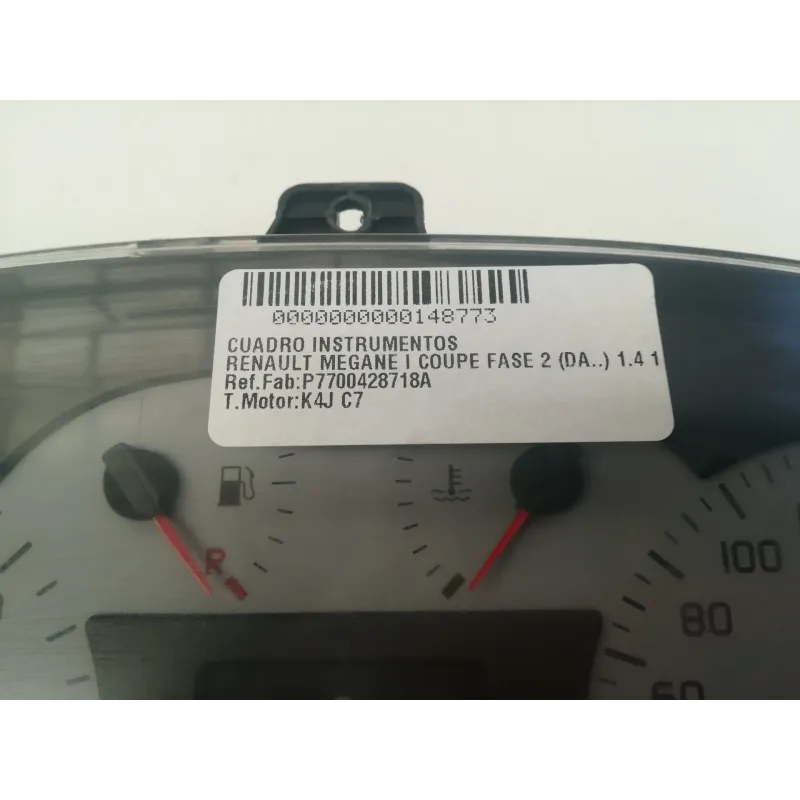 0000000000148773
CUADRO INSTRUMENTOS
RENAULT MEGANE I COUPE FASE 2 (DA..) 1.4 1
Ref.Fab:P7700428718A
T.Motor:K4J C7
R
100
80
60